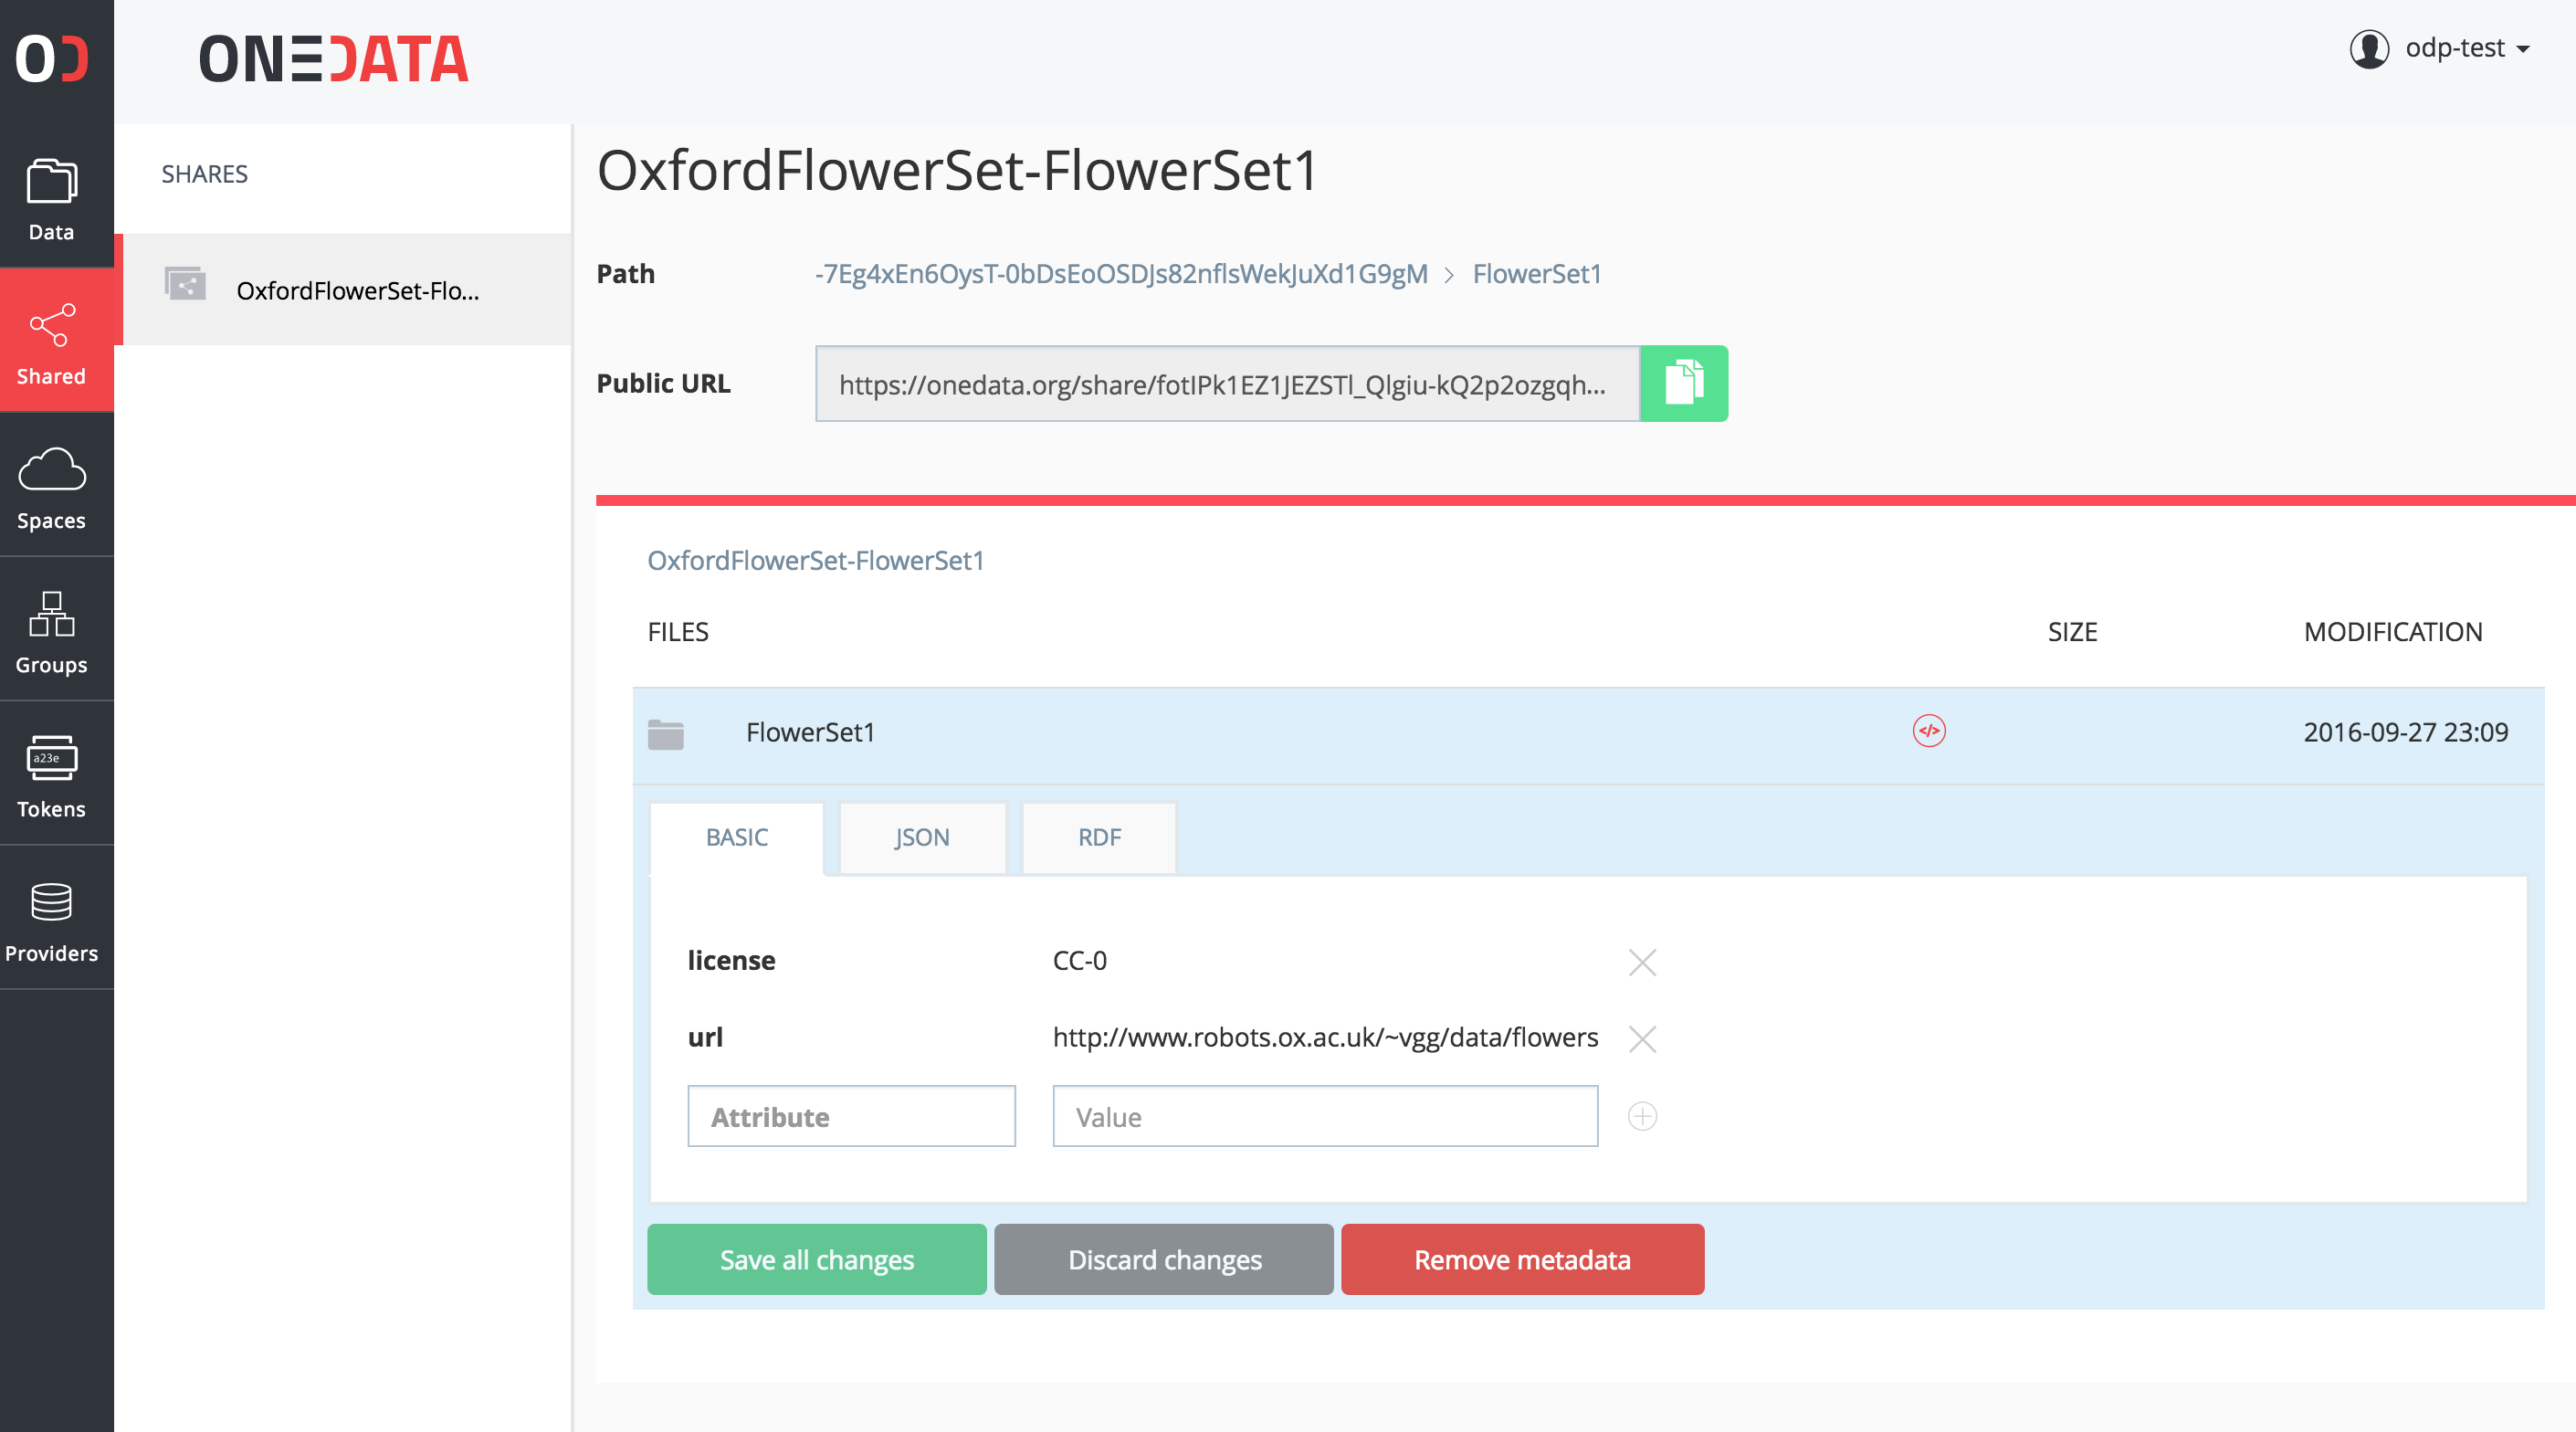 OD
ONEDATA
odp-test
Data
Shared
Spaces
Groups
a23e
Tokens
Providers
SHARES
OxfordFlowerSet-Flo...
OxfordFlowerSet-FlowerSet1
Path -7Eg4xEn6OysT-0bDsEoOSDJs82nflsWekJuXd1G9gM > FlowerSet1
Public URL https://onedata.org/share/fotIPk1EZ1JEZSTl_Qlgiu-kQ2p2ozgqh...
OxfordFlowerSet-FlowerSet1
FILES SIZE MODIFICATION
FlowerSet1 </> 2016-09-27 23:09
BASIC JSON RDF
license CC-0
url http://www.robots.ox.ac.uk/~vgg/data/flowers
Attribute Value
Save all changes Discard changes Remove metadata